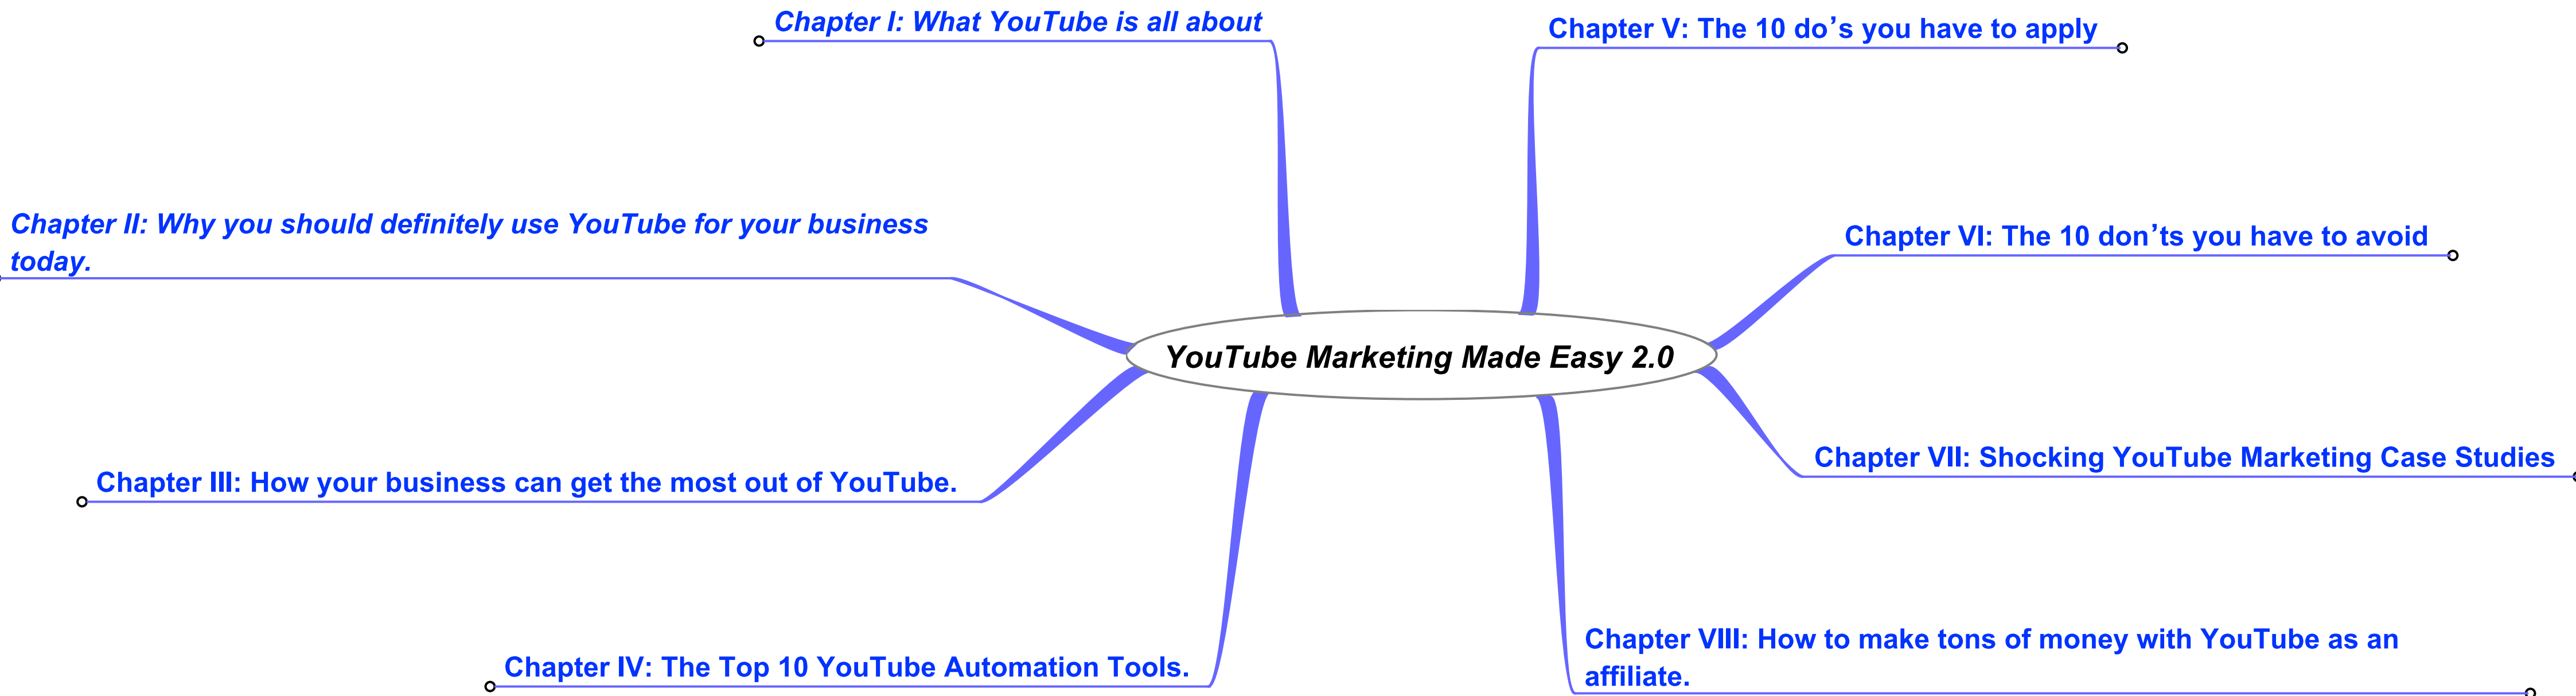 Chapter I: What YouTube is all about
Chapter V: The 10 do’s you have to apply
Chapter II: Why you should definitely use YouTube for your business
today.
Chapter VI: The 10 don’ts you have to avoid
YouTube Marketing Made Easy 2.0
Chapter III: How your business can get the most out of YouTube.
Chapter VII: Shocking YouTube Marketing Case Studies
Chapter IV: The Top 10 YouTube Automation Tools.
Chapter VIII: How to make tons of money with YouTube as an
affiliate.